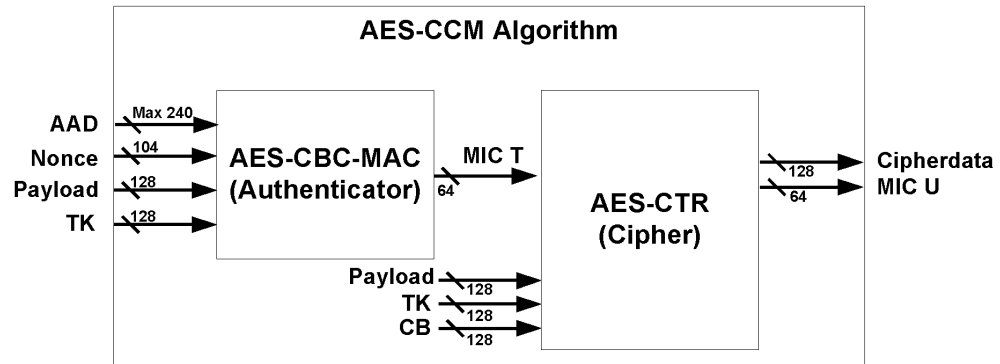 AES-CCM Algorithm
AAD
Max 240
Nonce
104
Payload
128
TK
128
AES-CBC-MAC
(Authenticator)
MIC T
64
AES-CTR
(Cipher)
Payload
128
TK
128
CB
128
Cipherdata
128
MIC U
64